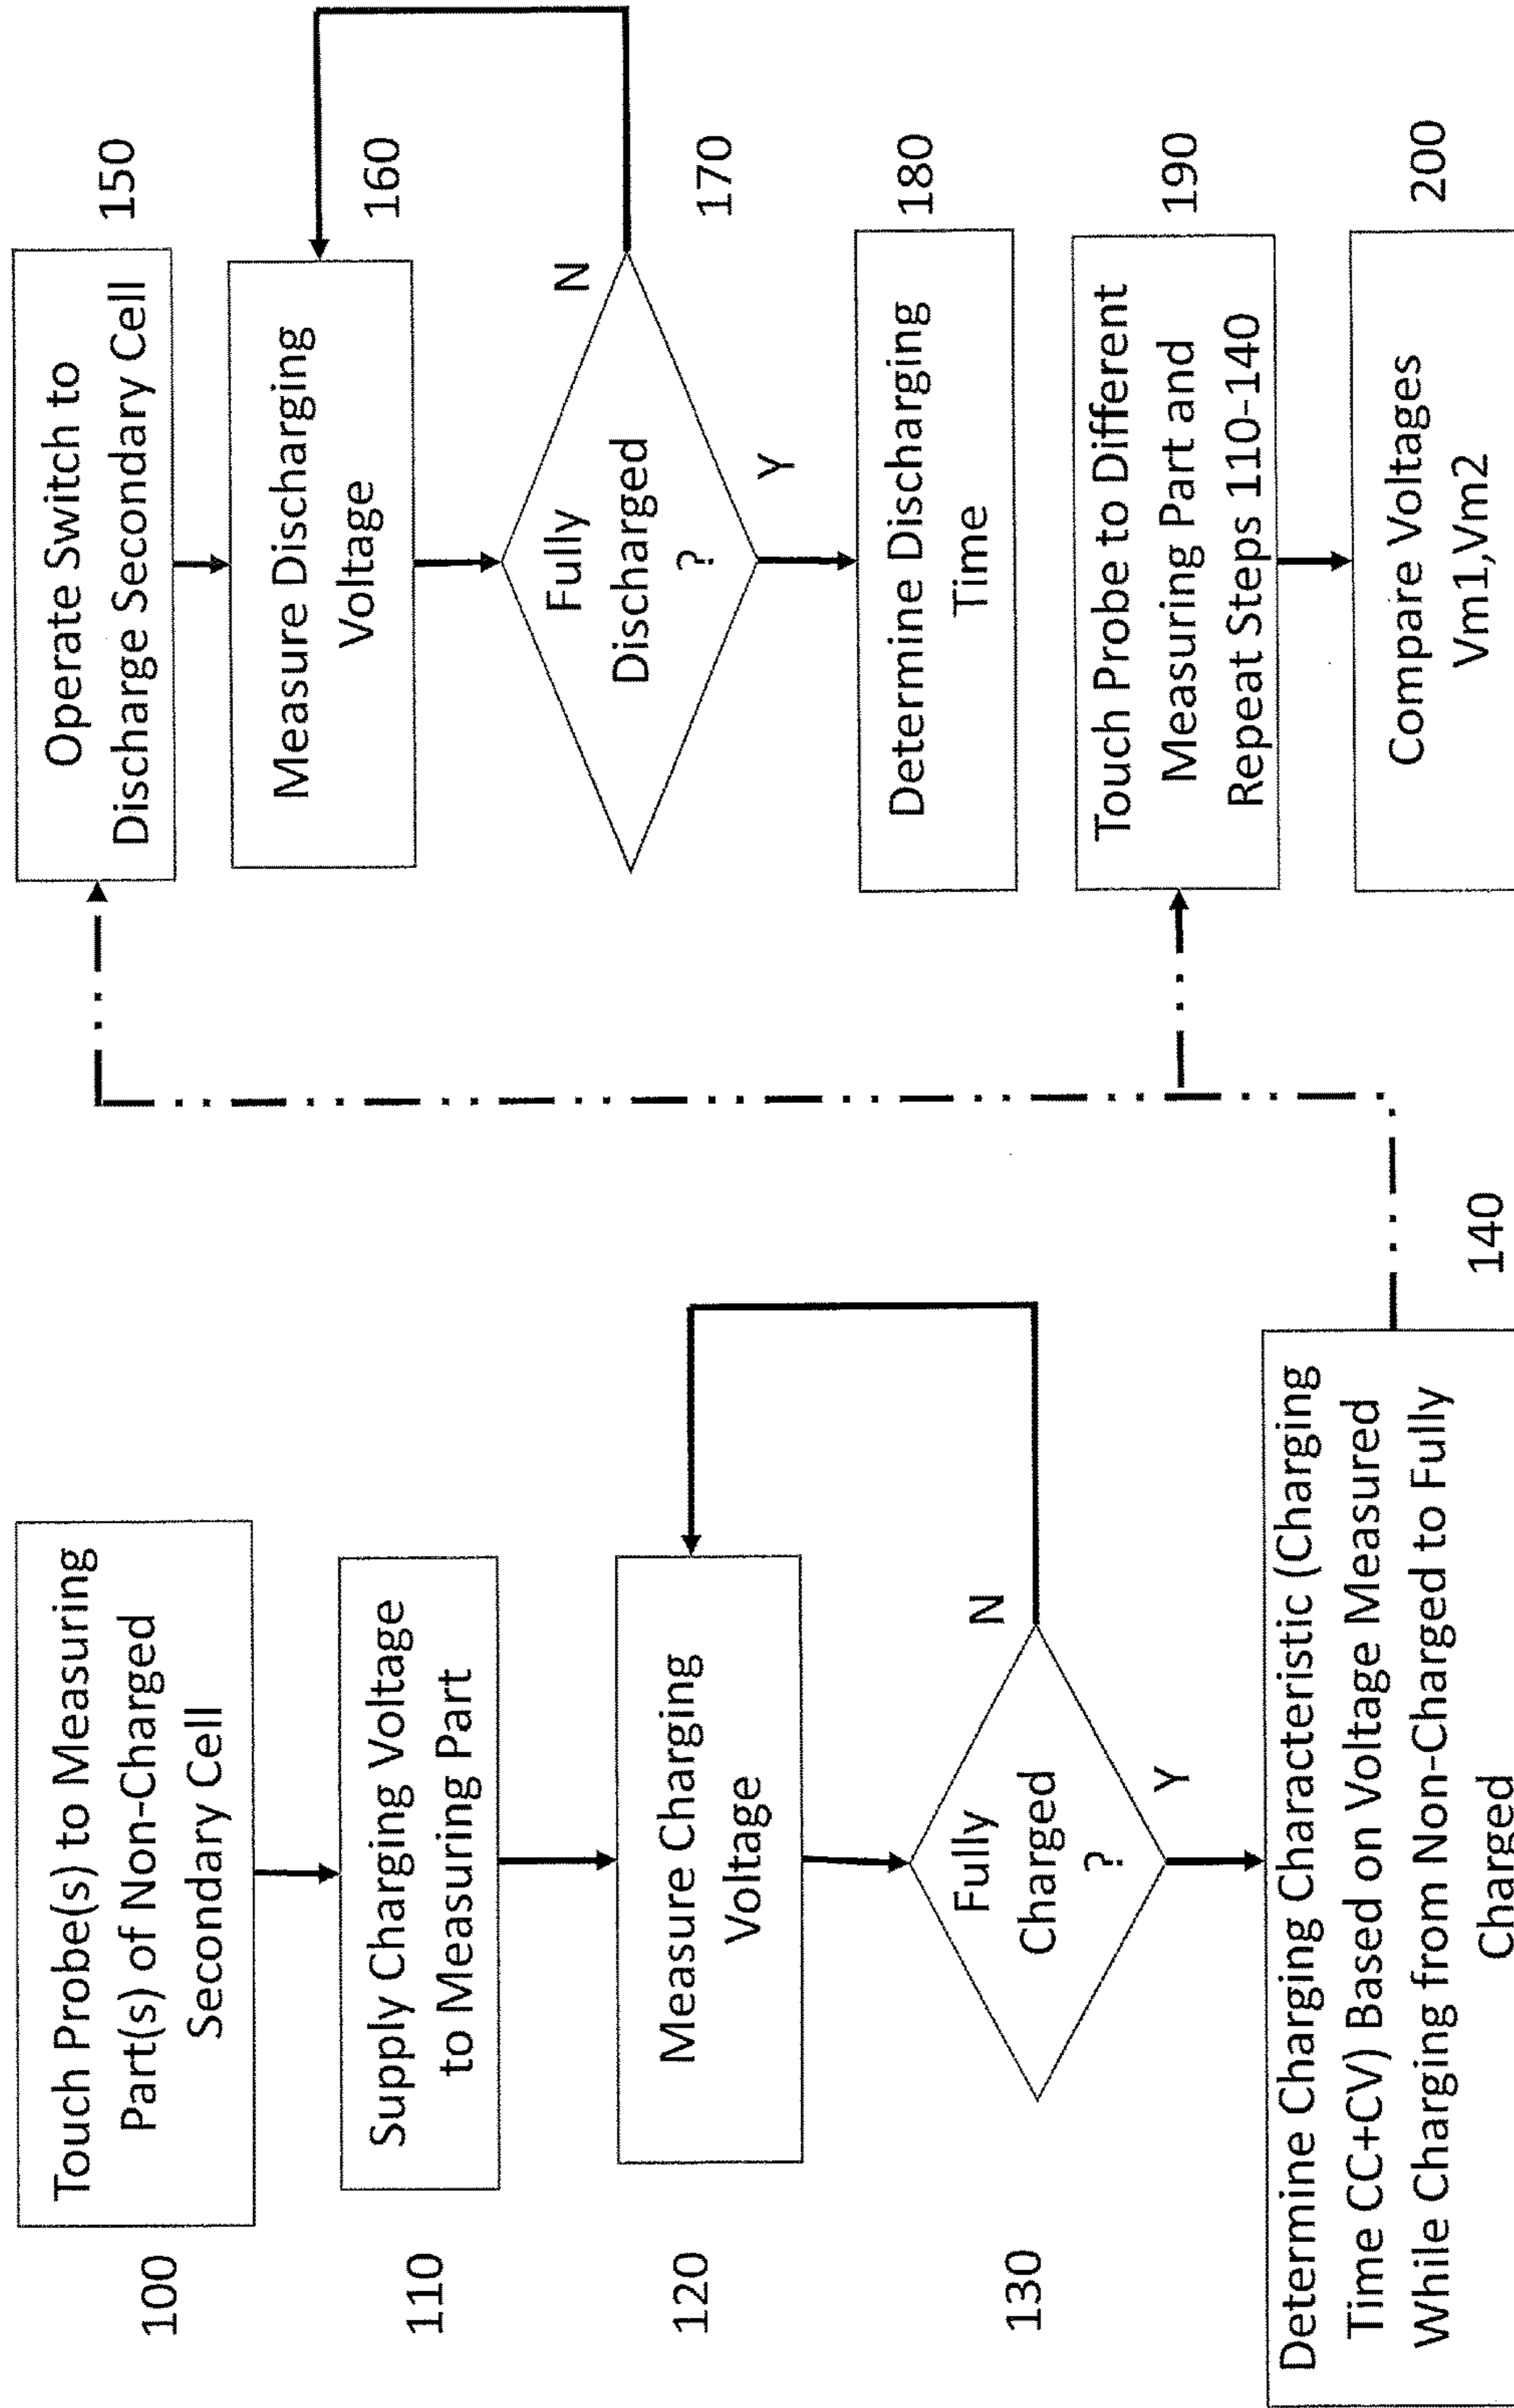 100
Touch Probe(s) to Measuring
Part(s) of Non-Charged
Secondary Cell
110
Supply Charging Voltage
to Measuring Part
120
Measure Charging
Voltage
130
Fully
Charged
?
N
Y
Determine Charging Characteristic (Charging
Time CC+CV) Based on Voltage Measured
While Charging from Non-Charged to Fully
Charged
140
Operate Switch to
Discharge Secondary Cell
150
Measure Discharging
Voltage
160
Fully
Discharged
?
N
170
Y
Determine Discharging
Time
180
Touch Probe to Different
Measuring Part and
Repeat Steps 110-140
190
Compare Voltages
Vm1,Vm2
200